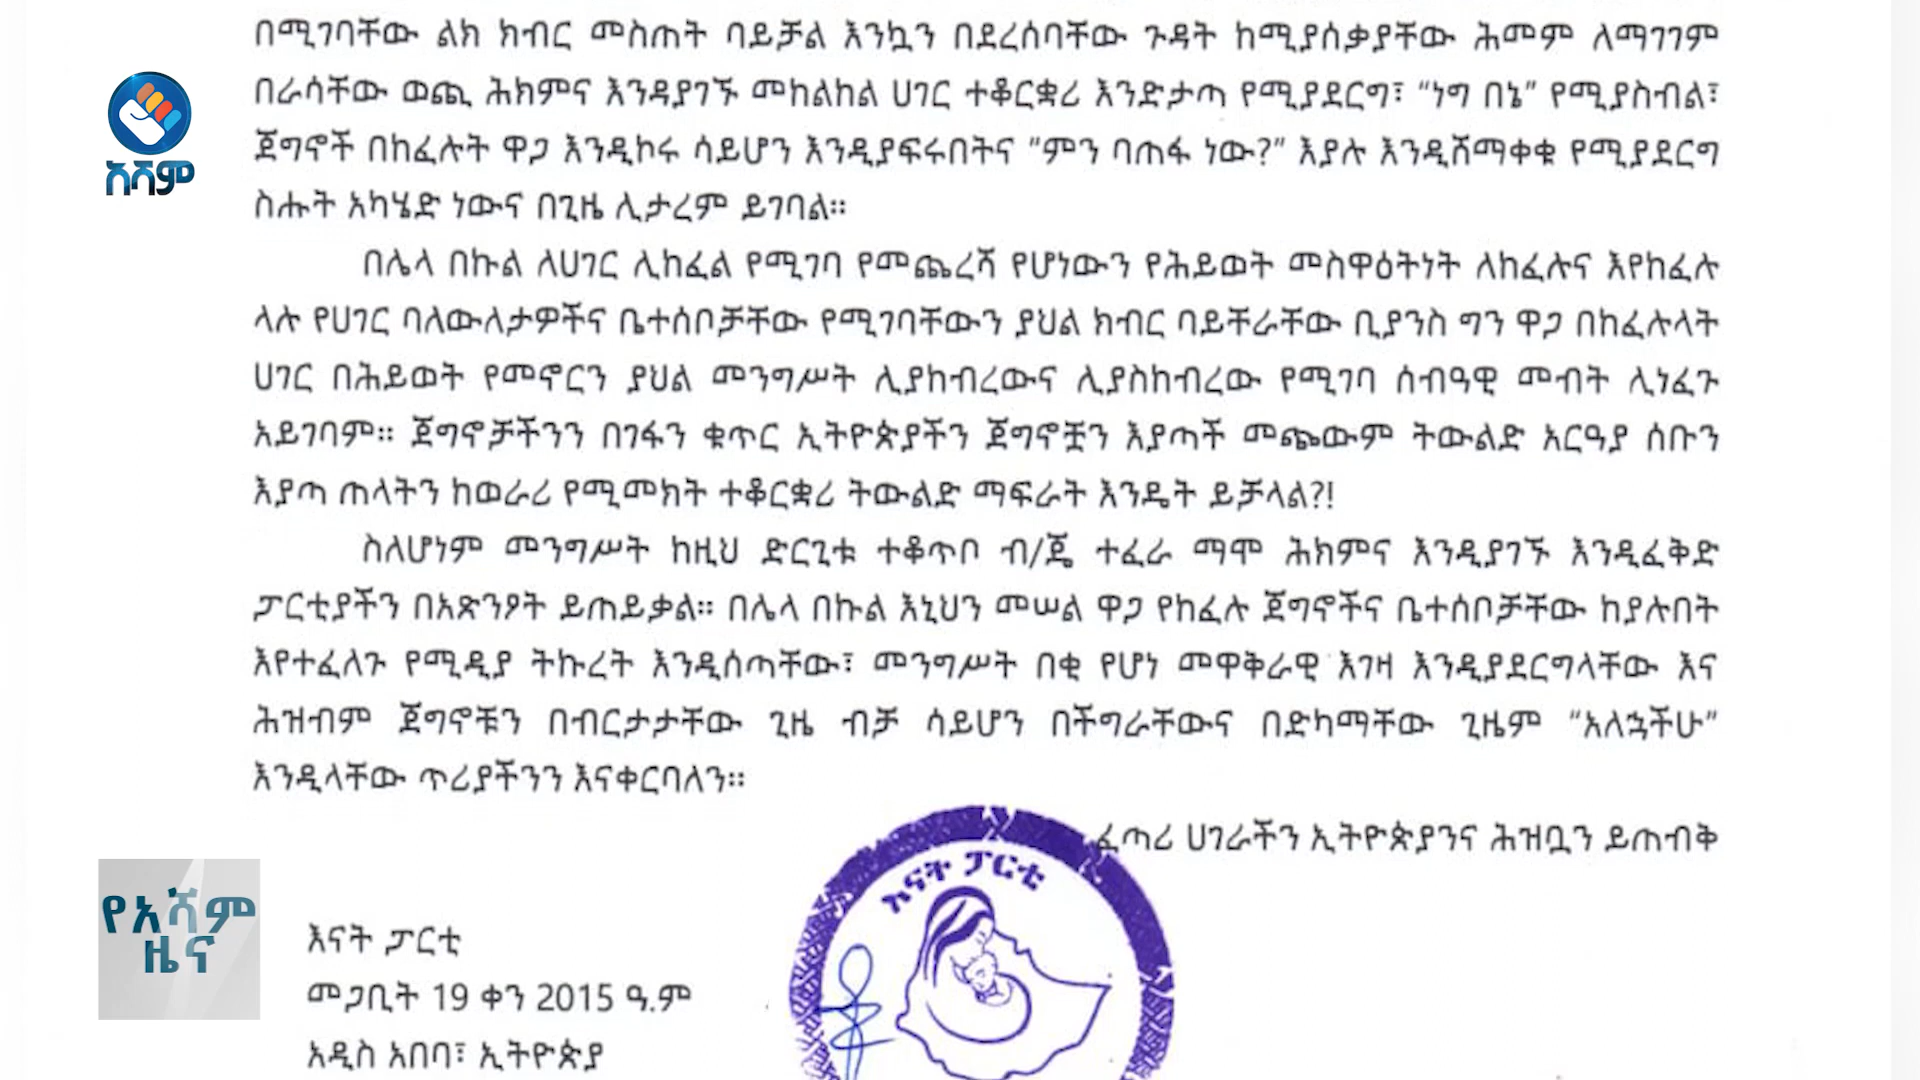 በሚገባቸው ልክ ክብር መስጠት ባይቻል እንኳን በደረሰባቸው ጉዳት ከሚያሰቃያቸው ሕመም ለማገገም
በራሳቸው ወጪ ሕክምና እንዳያገኙ መከልከል ሀገር ተቆርቋሪ እንድታጣ የሚያደርግ፣ “ነግ በኔ” የሚያስብል፣
ጀግኖች በከፈሉት ዋጋ እንዲኮሩ ሳይሆን እንዲያፍሩበትና “ምን ባጠፋ ነው?” እያሉ እንዲሸማቀቁ የሚያደርግ
ስሑት አካሄድ ነውና በጊዜ ሊታረም ይገባል።
በሌላ በኩል ለሀገር ሊከፈል የሚገባ የመጨረሻ የሆነውን የሕይወት መስዋዕትነት ለከፈሉና እየከፈሉ
ላሉ የሀገር ባለውለታዎችና ቤተሰቦቻቸው የሚገባቸውን ያህል ክብር ባይቸራቸው ቢያንስ ግን ዋጋ በከፈሉላት
ሀገር በሕይወት የመኖርን ያህል መንግሥት ሊያከብረውና ሊያስከብረው የሚገባ ሰብዓዊ መብት ሊነፈጉ
አይገባም። ጀግኖቻችንን በገፋን ቁጥር ኢትዮጵያችን ጀግኖቿን እያጣች መጭውም ትውልድ አርዓያ ሰቡን
እያጣ ጠላትን ከወራሪ የሚመክት ተቆርቋሪ ትውልድ ማፍራት እንዴት ይቻላል?!
ስለሆነም መንግሥት ከዚህ ድርጊቱ ተቆጥቦ ብ/ጄ ተፈራ ማሞ ሕክምና እንዲያገኙ እንዲፈቅድ
ፓርቲያችን በአጽንዖት ይጠይቃል። በሌላ በኩል እኒህን መሠል ዋጋ የከፈሉ ጀግኖችና ቤተሰቦቻቸው ከያሉበት
እየተፈለጉ የሚዲያ ትኩረት እንዲሰጣቸው፣ መንግሥት በቂ የሆነ መዋቅራዊ እገዛ እንዲያደርግላቸው እና
ሕዝብም ጀግኖቹን በብርታታቸው ጊዜ ብቻ ሳይሆን በችግራቸውና በድካማቸው ጊዜም “አለኋችሁ”
እንዲላቸው ጥሪያችንን እናቀርባለን።
ፈጣሪ ሀገራችን ኢትዮጵያንና ሕዝቧን ይጠብቅ
እናት ፓርቲ
እናት ፓርቲ
መጋቢት 19 ቀን 2015 ዓ.ም
አዲስ አበባ፣ ኢትዮጵያ
አሻም
የአሻም
ዜና